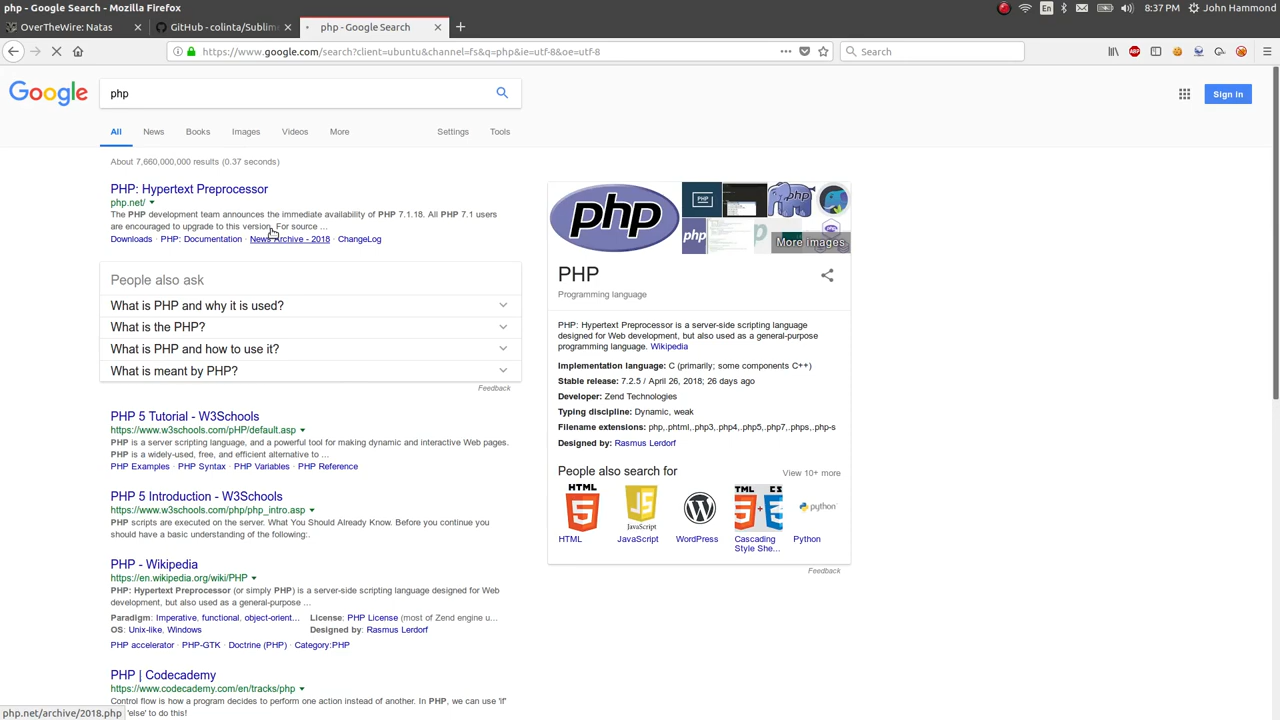 php - Google Search - Mozilla Firefox
En
8:37 PM
John Hammond
OverTheWire: Natas
GitHub - colinta/Sublim
php - Google Search
https://www.google.com/search?client=ubuntu&channel=fs&q=php&ie=utf-8&oe=utf-8
Search
ABP
Google
php
Sign in
All
News
Books
Images
Videos
More
Settings
Tools
About 7,660,000,000 results (0.37 seconds)
PHP: Hypertext Preprocessor
php.net/
The PHP development team announces the immediate availability of PHP 7.1.18. All PHP 7.1 users
are encouraged to upgrade to this version. For source ...
Downloads · PHP: Documentation · News Archive - 2018 · ChangeLog
People also ask
What is PHP and why it is used?
What is the PHP?
What is PHP and how to use it?
What is meant by PHP?
Feedback
PHP 5 Tutorial - W3Schools
https://www.w3schools.com/pHP/default.asp
PHP is a server scripting language, and a powerful tool for making dynamic and interactive Web pages.
PHP is a widely-used, free, and efficient alternative to ...
PHP Examples · PHP Syntax · PHP Variables · PHP Reference
PHP 5 Introduction - W3Schools
https://www.w3schools.com/php/php_intro.asp
PHP scripts are executed on the server. What You Should Already Know. Before you continue you
should have a basic understanding of the following:.
PHP - Wikipedia
https://en.wikipedia.org/wiki/PHP
PHP: Hypertext Preprocessor (or simply PHP) is a server-side scripting language designed for Web
development, but also used as a general-purpose ...
Paradigm: Imperative, functional, object-orient...
License: PHP License (most of Zend engine u...
OS: Unix-like, Windows
Designed by: Rasmus Lerdorf
PHP accelerator · PHP-GTK · Doctrine (PHP) · Category:PHP
PHP | Codecademy
https://www.codecademy.com/en/tracks/php
Control flow is how a program decides to perform one action instead of another. In PHP, we can use 'if'
'else' to do this!
php.net/archive/2018.php
php
PHP
php
More images
PHP
Programming language
PHP: Hypertext Preprocessor is a server-side scripting language
designed for Web development, but also used as a general-purpose
programming language. Wikipedia
Implementation language: C (primarily; some components C++)
Stable release: 7.2.5 / April 26, 2018; 26 days ago
Developer: Zend Technologies
Typing discipline: Dynamic, weak
Filename extensions: php,.phtml,.php3,.php4,.php5,.php7,.phps,.php-s
Designed by: Rasmus Lerdorf
People also search for
View 10+ more
HTML
JavaScript
python
HTML
JavaScript
WordPress
Cascading
Style She...
Python
Feedback